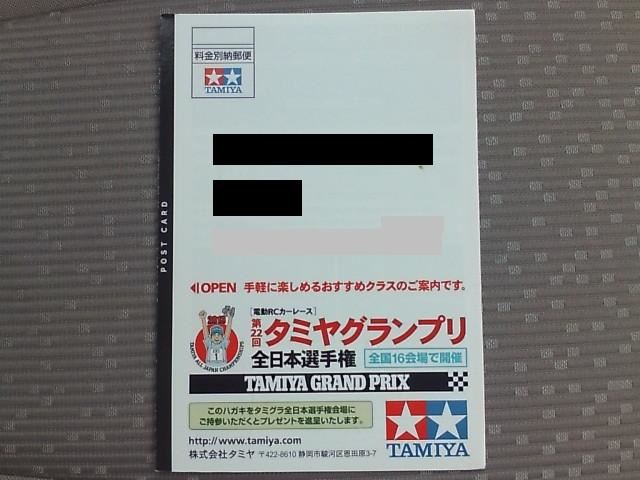 料金別納郵便
TAMIYA
POST CARD
OPEN 手軽に楽しめるおすすめクラスのご案内です。
[電動RCカーレース]
第22回 タミヤグランプリ
全日本選手権 全国16会場で開催
TAMIYA GRAND PRIX
TAMIYA ALL JAPAN CHAMPIONSHIPS
このハガキをタミグラ全日本選手権会場に
ご持参いただくとプレゼントを進呈いたします。
http://www.tamiya.com
株式会社タミヤ 〒422-8610 静岡市駿河区恩田原3-7
TAMIYA